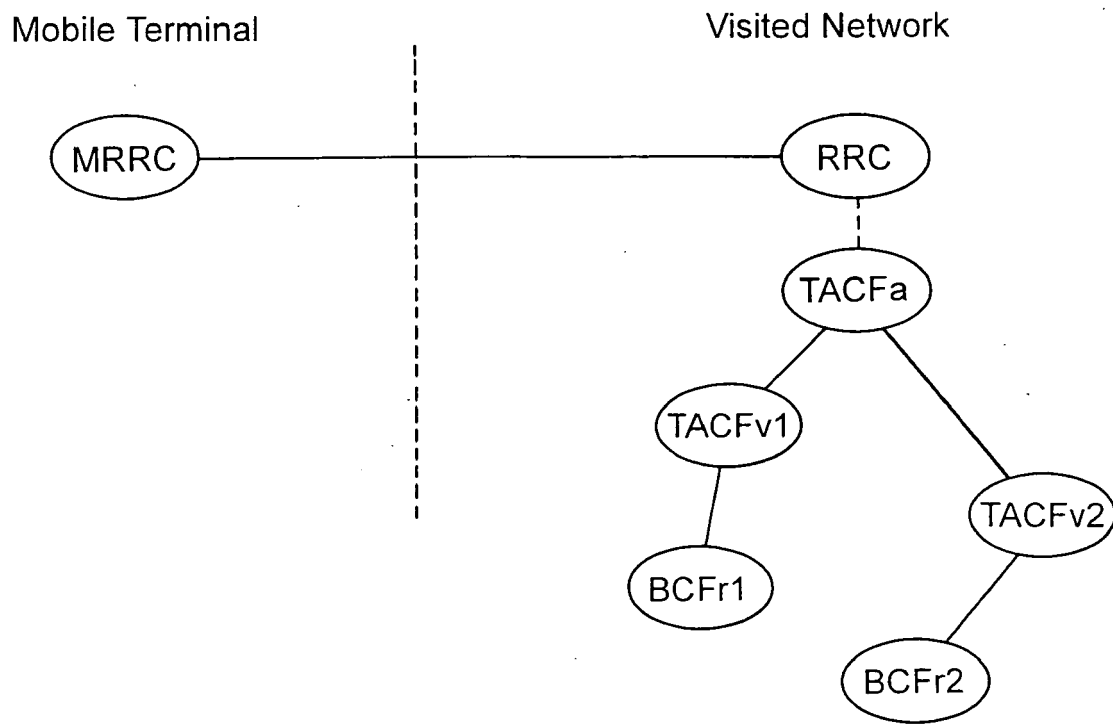 Mobile Terminal
Visited Network
MRRC
RRC
TACFa
TACFv1
TACFv2
BCFr1
BCFr2